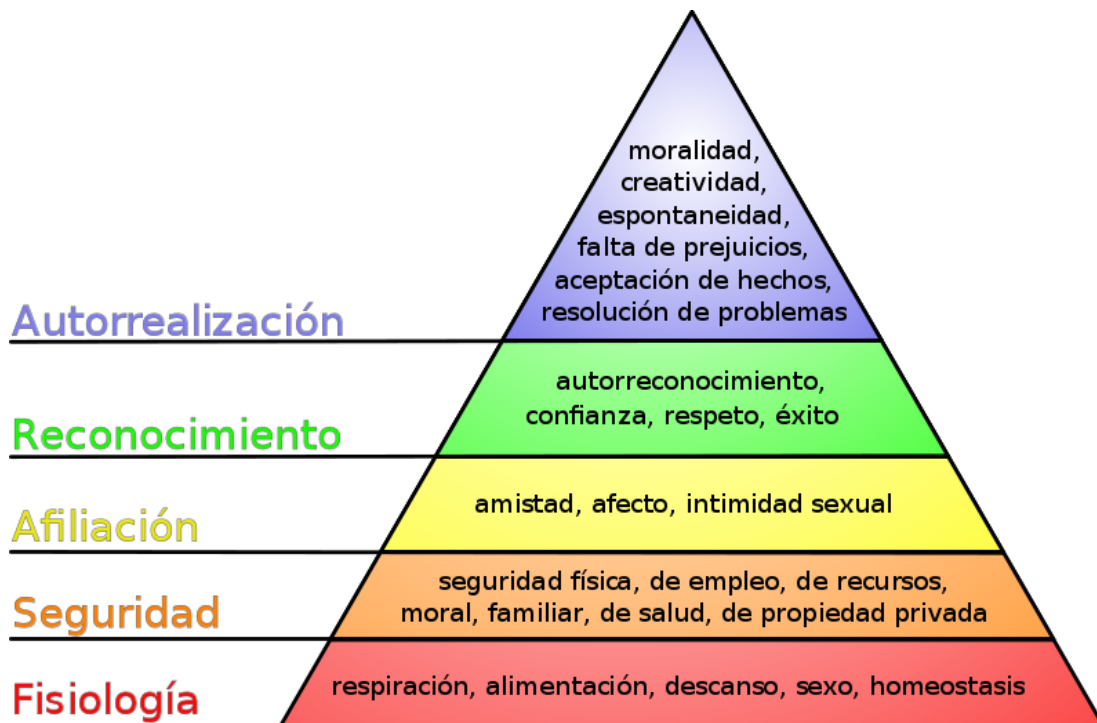 moralidad,
creatividad,
espontaneidad,
falta de prejuicios,
aceptación de hechos,
resolución de problemas
Autorrealización
autorreconocimiento,
confianza, respeto, éxito
Reconocimiento
amistad, afecto, intimidad sexual
Afiliación
seguridad física, de empleo, de recursos,
moral, familiar, de salud, de propiedad privada
Seguridad
respiración, alimentación, descanso, sexo, homeostasis
Fisiología